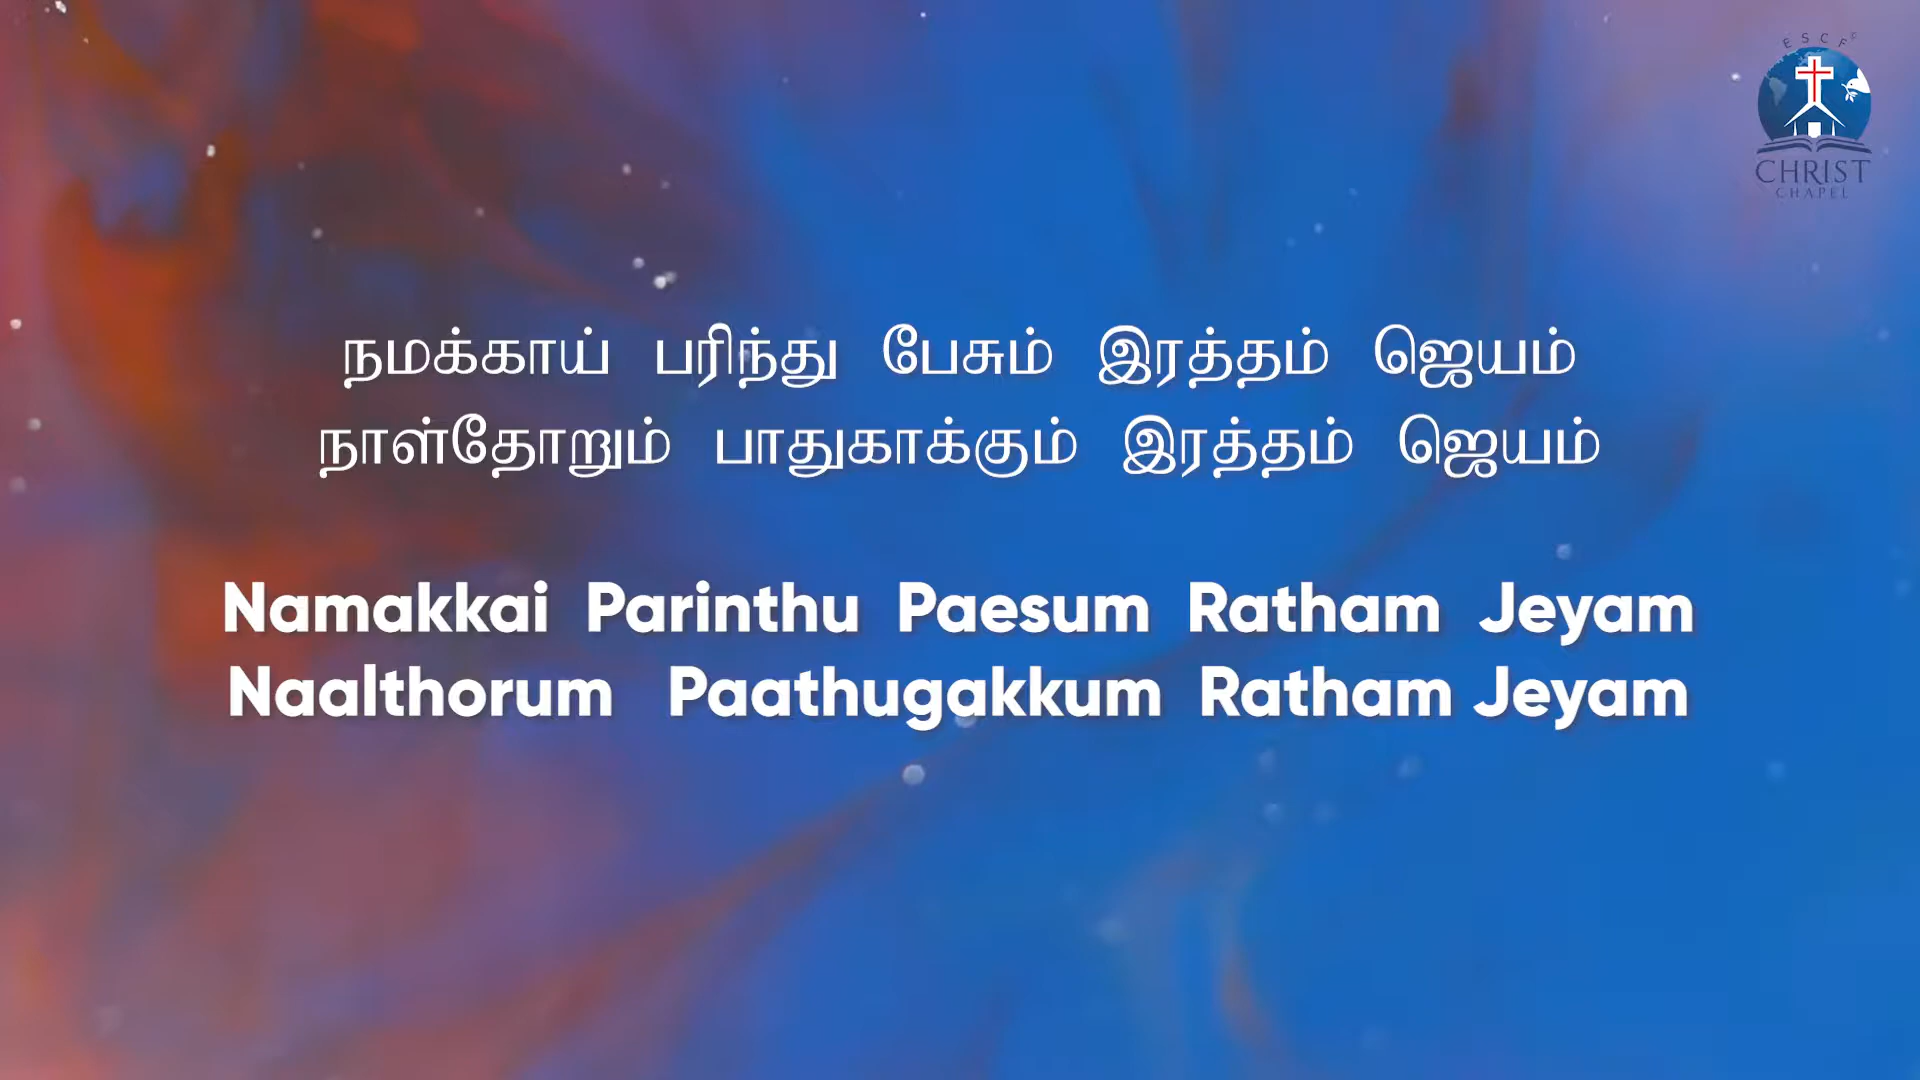 ESCF
CHRIST
CHAPEL
நமக்காய் பரிந்து பேசும் இரத்தம் ஜெயம்
நாள்தோறும் பாதுகாக்கும் இரத்தம் ஜெயம்
Namakkai Parinthu Paesum Ratham Jeyam
Naalthorum Paathugakkum Ratham Jeyam